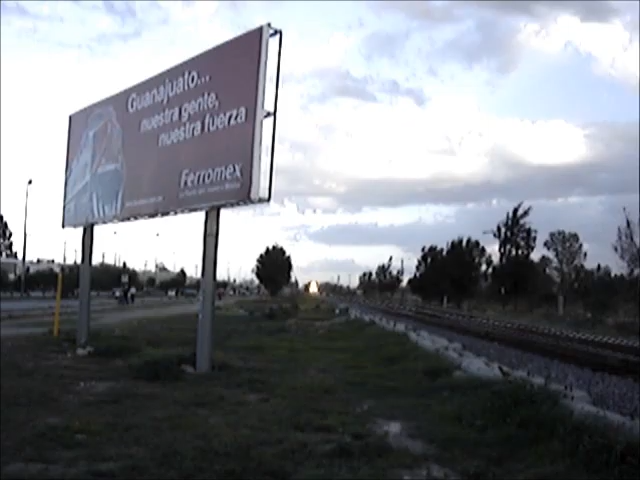 Guanajuato...
nuestra gente,
nuestra fuerza
Ferromex